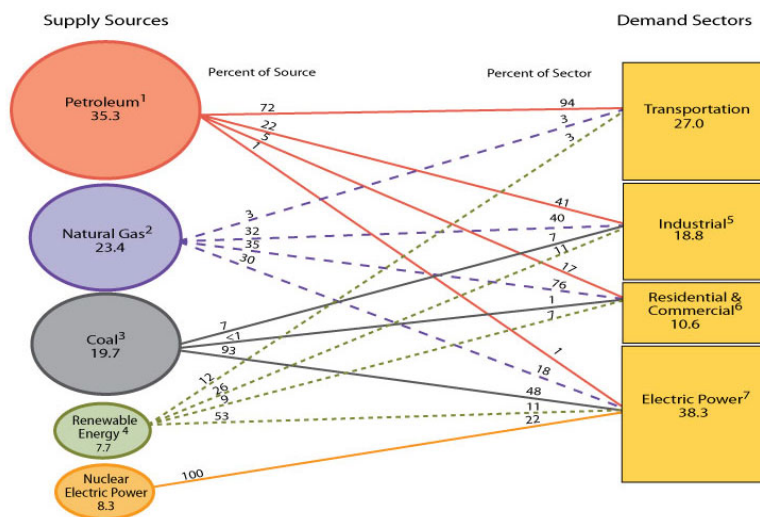 Supply Sources
Demand Sectors
Percent of Source
Percent of Sector
Petroleum¹
35.3
Natural Gas²
23.4
Coal³
19.7
Renewable
Energy ⁴
7.7
Nuclear
Electric Power
8.3
72
22
5
1
3
32
35
30
7
<1
93
12
26
9
53
100
94
3
3
41
40
7
11
17
76
1
7
1
18
48
11
22
Transportation
27.0
Industrial⁵
18.8
Residential &
Commercial⁶
10.6
Electric Power⁷
38.3